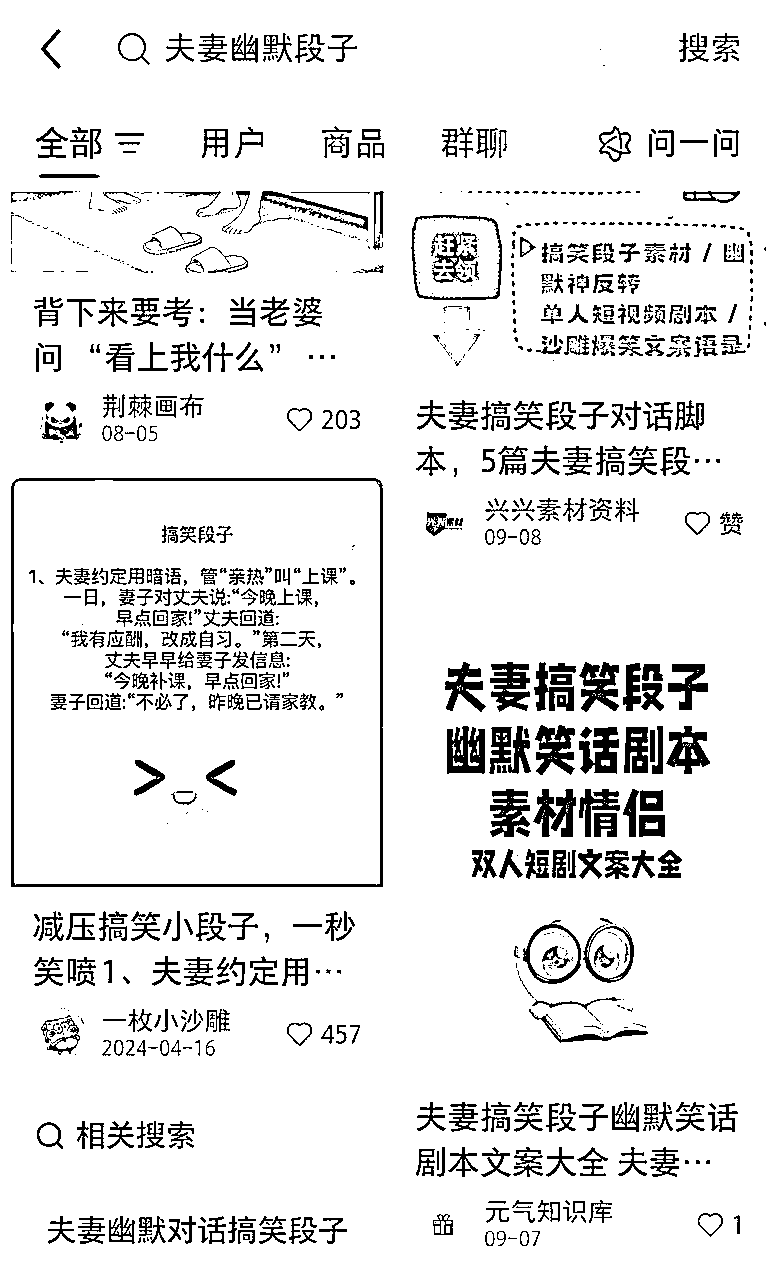 夫妻幽默段子
搜索
全部
用户
商品
群聊
问一问
背下来要考：当老婆
问 “看上我什么” …
荆棘画布
08-05
203
搞笑段子
1、夫妻约定用暗语，管“亲热”叫“上课”。
一日，妻子对丈夫说:“今晚上课，
早点回家!”丈夫回道:
“我有应酬，改成自习。”第二天，
丈夫早早给妻子发信息:
“今晚补课，早点回家!”
妻子回道:“不必了，昨晚已请家教。”
减压搞笑小段子，一秒
笑喷1、夫妻约定用…
一枚小沙雕
2024-04-16
457
相关搜索
夫妻幽默对话搞笑段子
赶紧
去领
搞笑段子素材 / 幽
默神反转
单人短视频剧本 /
沙雕爆笑文案语录
夫妻搞笑段子对话脚
本，5篇夫妻搞笑段…
兴兴素材资料
09-08
赞
夫妻搞笑段子
幽默笑话剧本
素材情侣
双人短剧文案大全
夫妻搞笑段子幽默笑话
剧本文案大全 夫妻…
元气知识库
09-07
1